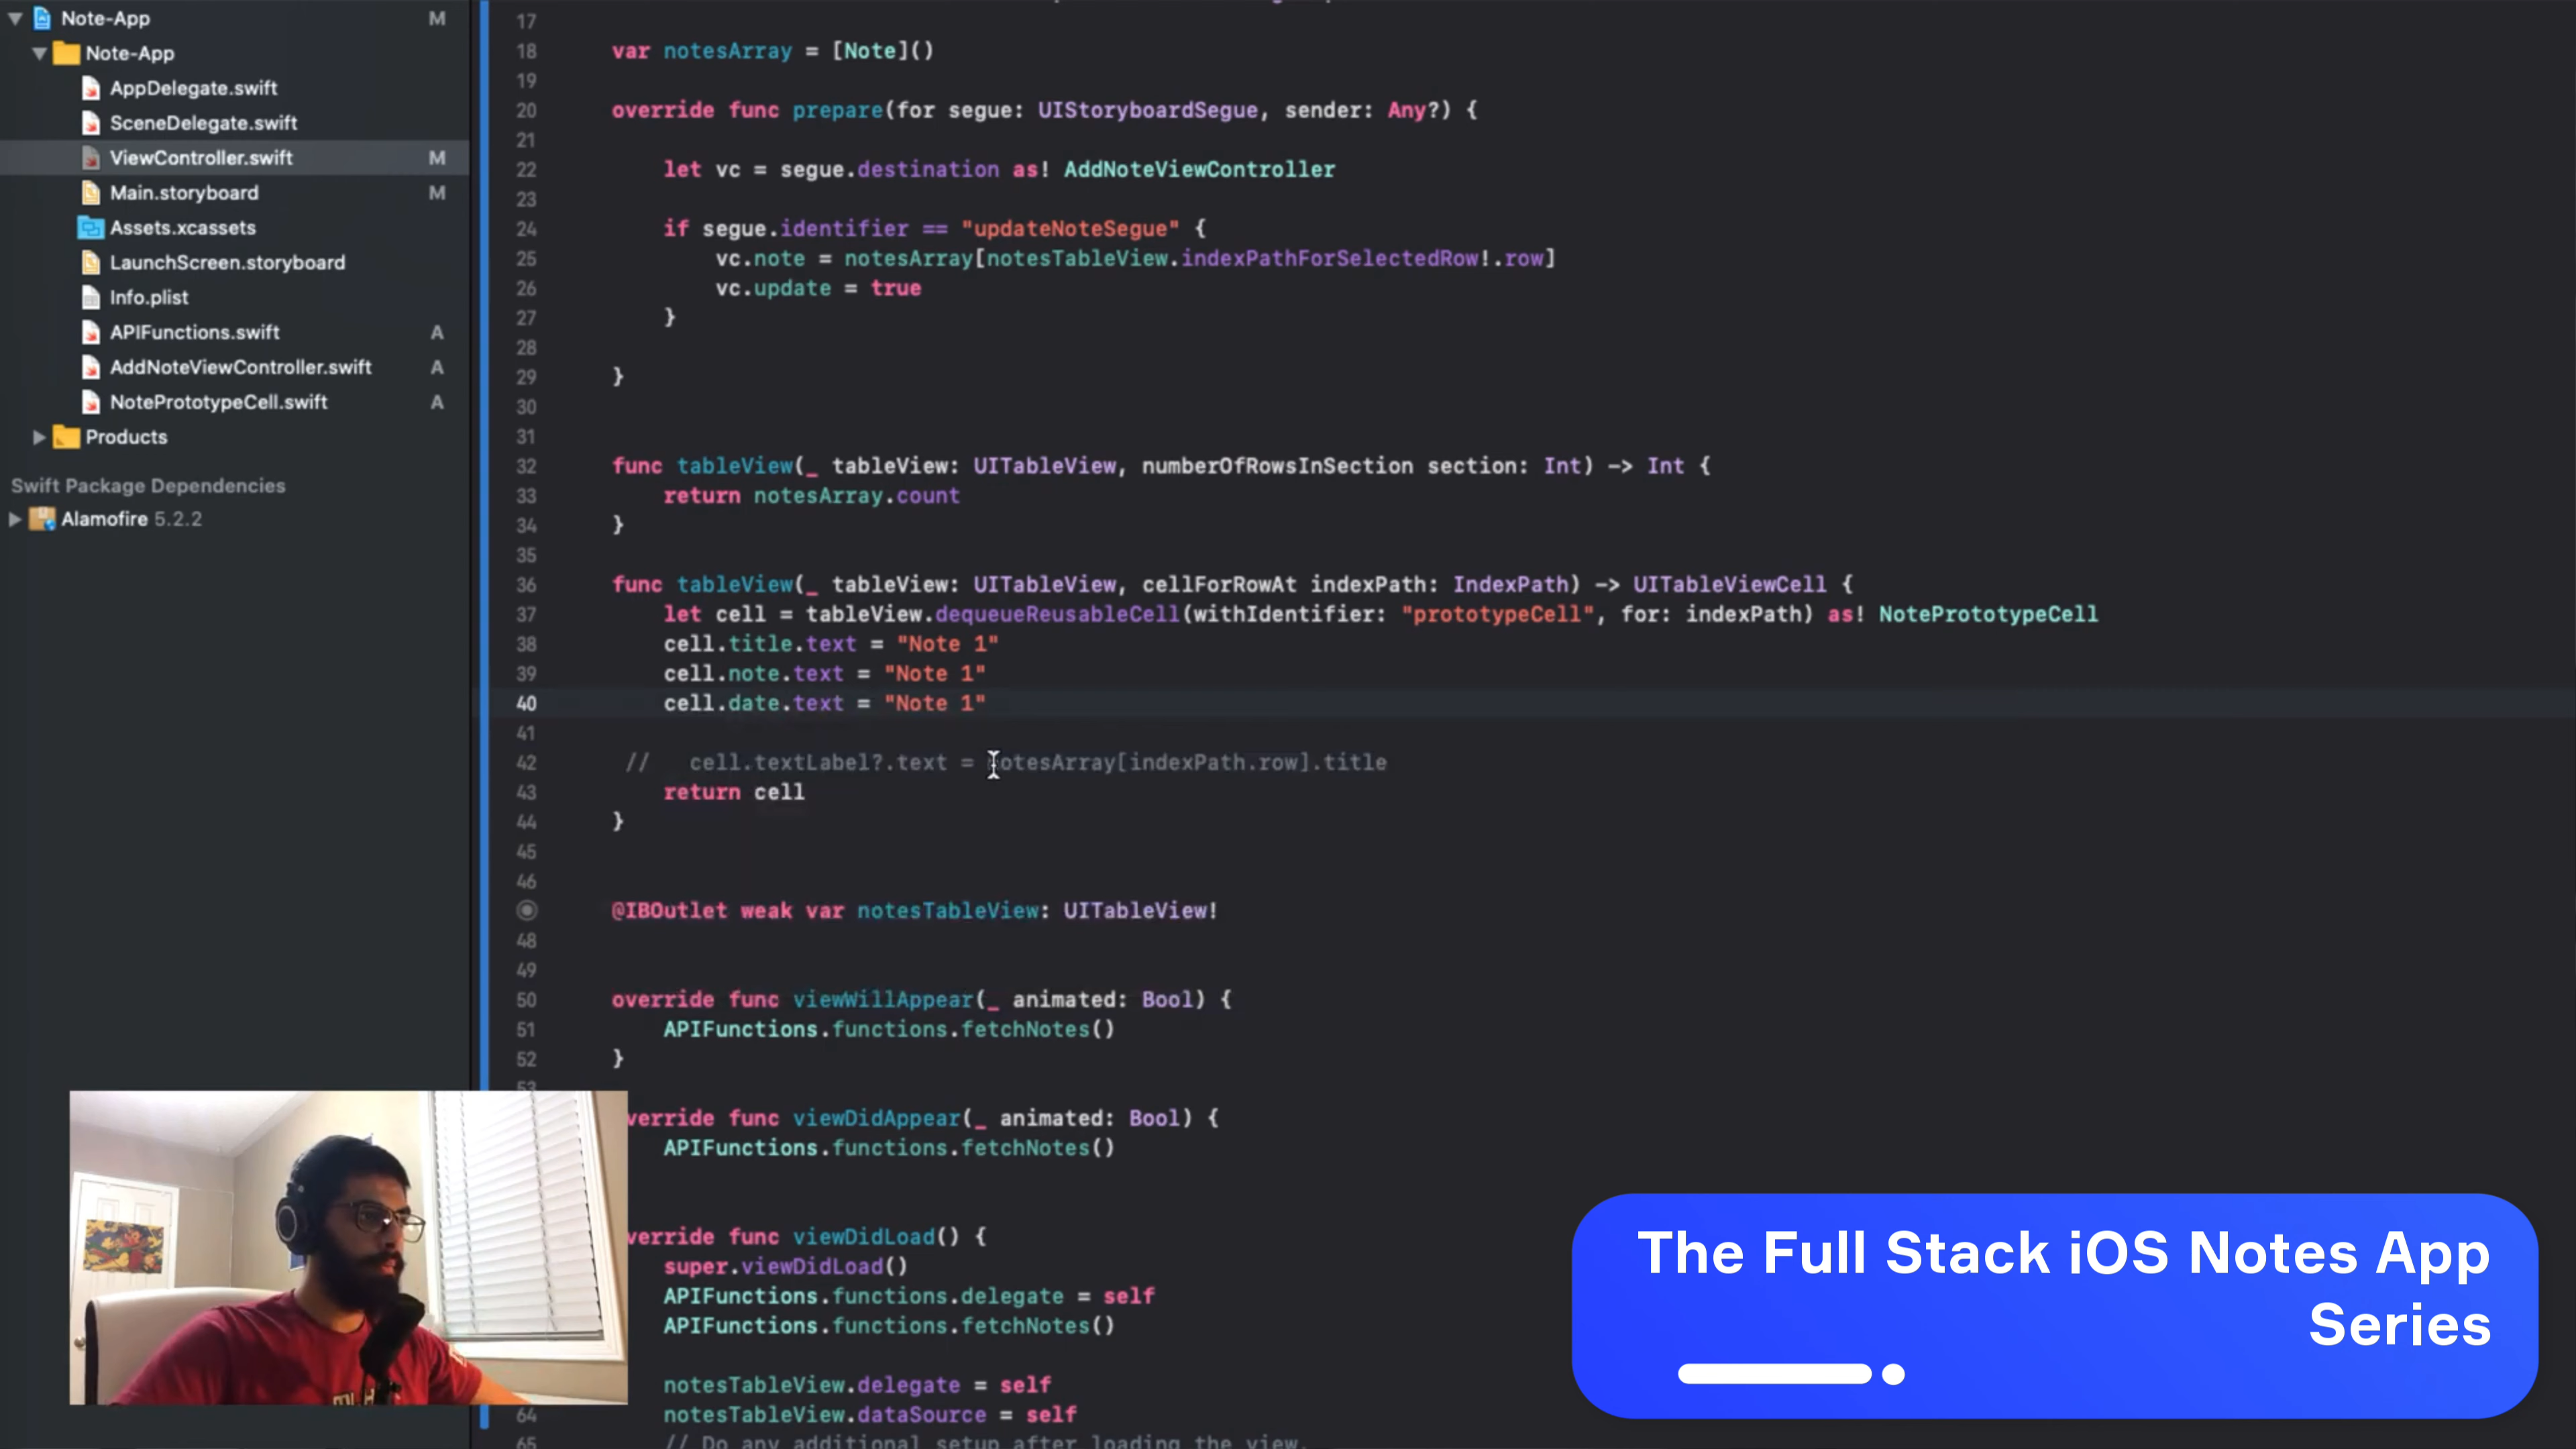 Note-App M
Note-App
AppDelegate.swift
SceneDelegate.swift
ViewController.swift M
Main.storyboard M
Assets.xcassets
LaunchScreen.storyboard
Info.plist
APIFunctions.swift A
AddNoteViewController.swift A
NotePrototypeCell.swift A
Products
Swift Package Dependencies
Alamofire 5.2.2
17
18 var notesArray = [Note]()
19
20 override func prepare(for segue: UIStoryboardSegue, sender: Any?) {
21
22 let vc = segue.destination as! AddNoteViewController
23
24 if segue.identifier == "updateNoteSegue" {
25 vc.note = notesArray[notesTableView.indexPathForSelectedRow!.row]
26 vc.update = true
27 }
28
29 }
30
31
32 func tableView(_ tableView: UITableView, numberOfRowsInSection section: Int) -> Int {
33 return notesArray.count
34 }
35
36 func tableView(_ tableView: UITableView, cellForRowAt indexPath: IndexPath) -> UITableViewCell {
37 let cell = tableView.dequeueReusableCell(withIdentifier: "prototypeCell", for: indexPath) as! NotePrototypeCell
38 cell.title.text = "Note 1"
39 cell.note.text = "Note 1"
40 cell.date.text = "Note 1"
41
42 // cell.textLabel?.text = notesArray[indexPath.row].title
43 return cell
44 }
45
46
@IBOutlet weak var notesTableView: UITableView!
48
49
50 override func viewWillAppear(_ animated: Bool) {
51 APIFunctions.functions.fetchNotes()
52 }
53
verride func viewDidAppear(_ animated: Bool) {
APIFunctions.functions.fetchNotes()
verride func viewDidLoad() {
super.viewDidLoad()
APIFunctions.functions.delegate = self
APIFunctions.functions.fetchNotes()
notesTableView.delegate = self
64 notesTableView.dataSource = self
65 // Do any additional setup after loading the view.
The Full Stack iOS Notes App
Series